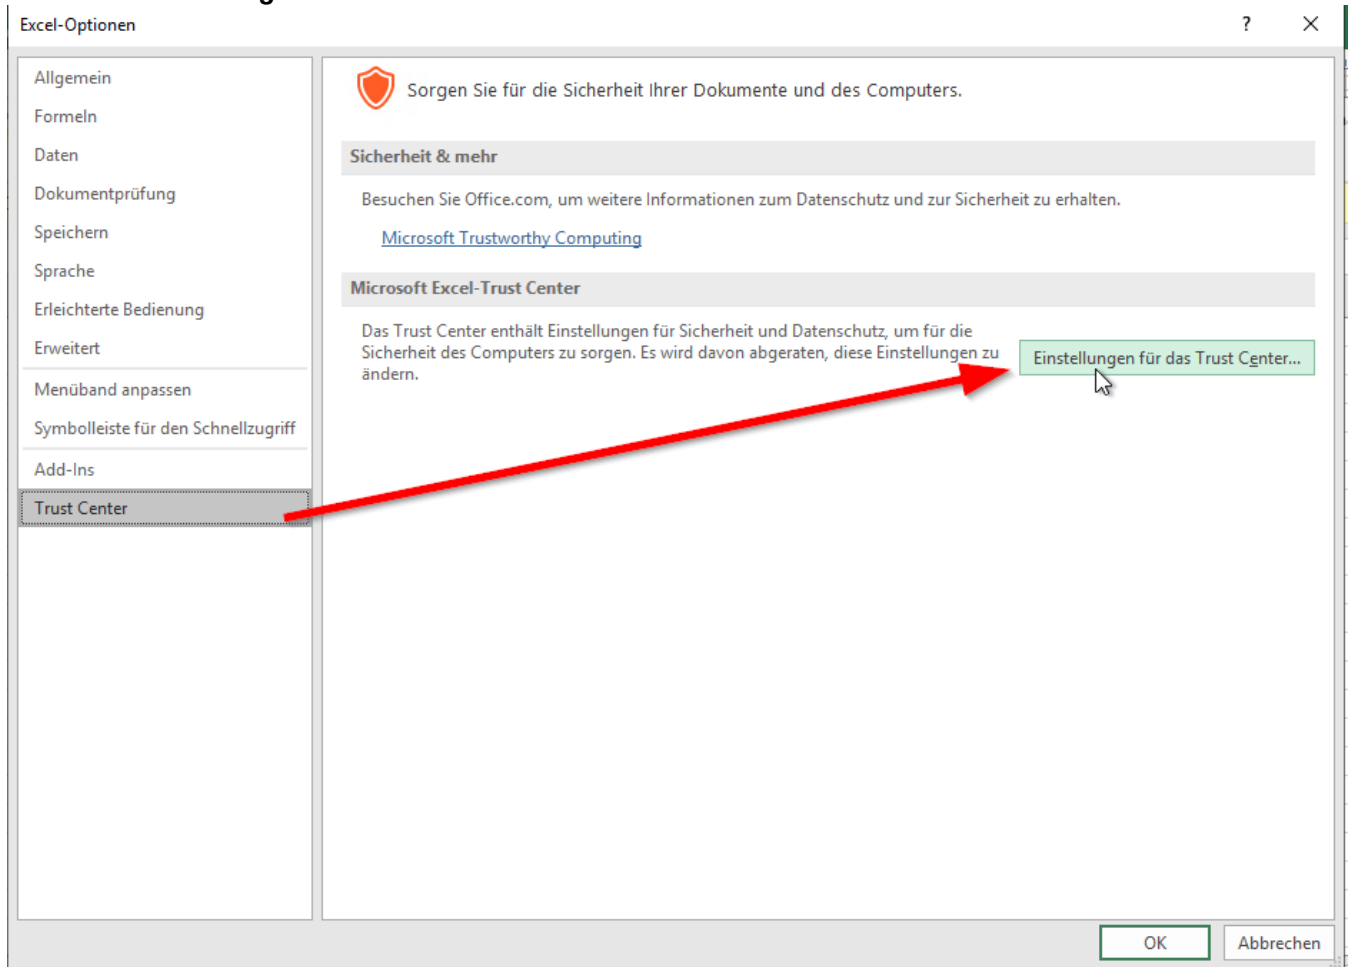 Excel-Optionen
?
Allgemein
Formeln
Daten
Dokumentprüfung
Speichern
Sprache
Erleichterte Bedienung
Erweitert
Menüband anpassen
Symbolleiste für den Schnellzugriff
Add-Ins
Trust Center
Sorgen Sie für die Sicherheit Ihrer Dokumente und des Computers.
Sicherheit & mehr
Besuchen Sie Office.com, um weitere Informationen zum Datenschutz und zur Sicherheit zu erhalten.
Microsoft Trustworthy Computing
Microsoft Excel-Trust Center
Das Trust Center enthält Einstellungen für Sicherheit und Datenschutz, um für die
Sicherheit des Computers zu sorgen. Es wird davon abgeraten, diese Einstellungen zu
ändern.
Einstellungen für das Trust Center...
OK
Abbrechen